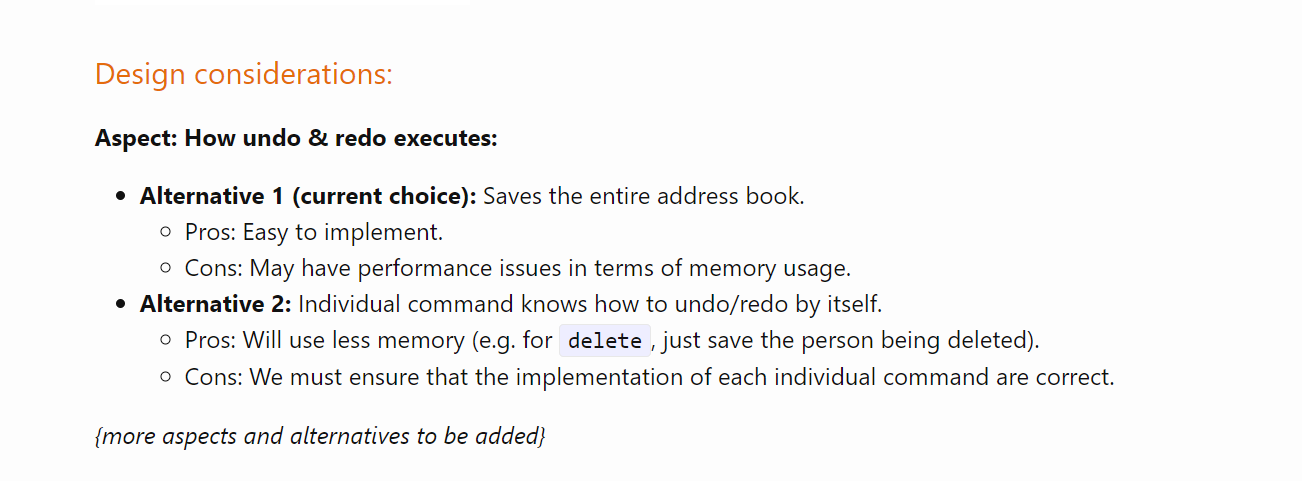 Design considerations:
Aspect: How undo & redo executes:
Alternative 1 (current choice): Saves the entire address book.
Pros: Easy to implement.
Cons: May have performance issues in terms of memory usage.
Alternative 2: Individual command knows how to undo/redo by itself.
Pros: Will use less memory (e.g. for delete, just save the person being deleted).
Cons: We must ensure that the implementation of each individual command are correct.
{more aspects and alternatives to be added}